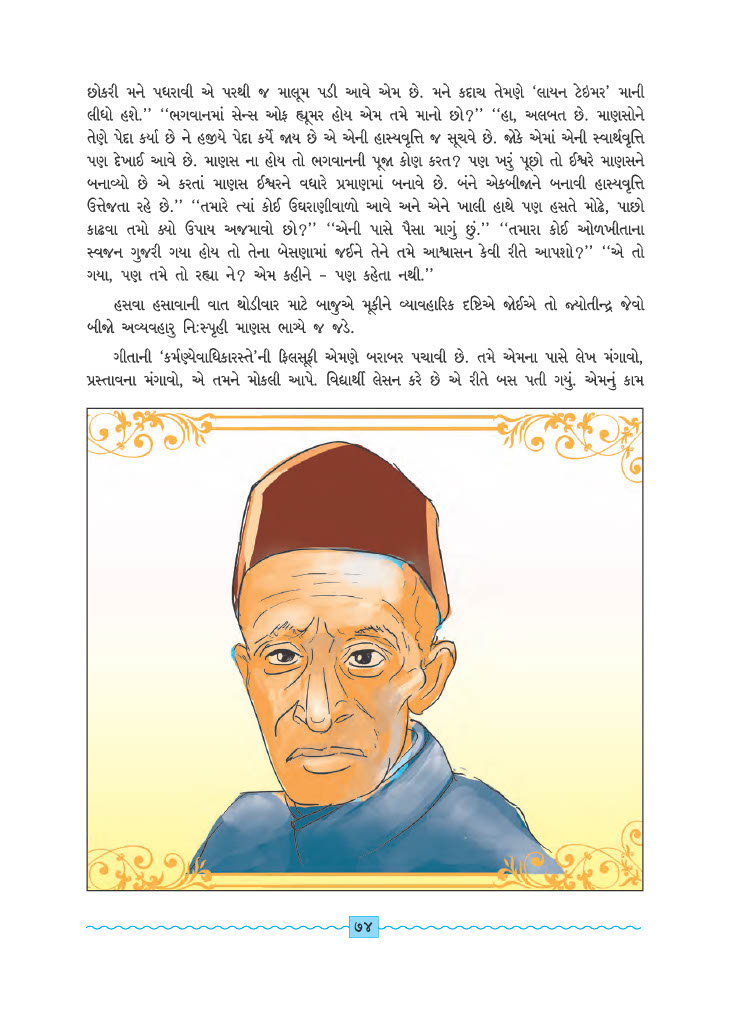 છોકરી મને પધરાવી એ પરથી જ માલૂમ પડી આવે એમ છે. મને કદાચ તેમણે ‘લાયન ટેઇમર’ માની
લીધો હશે.’’ ‘‘ભગવાનમાં સેન્સ ઓફ હ્યૂમર હોય એમ તમે માનો છો?’’ ‘‘હા, અલબત છે. માણસોને
તેણે પેદા કર્યા છે ને હજીયે પેદા કર્યે જાય છે એ એની હાસ્યવૃત્તિ જ સૂચવે છે. જોકે એમાં એની સ્વાર્થવૃત્તિ
પણ દેખાઈ આવે છે. માણસ ના હોય તો ભગવાનની પૂજા કોણ કરત? પણ ખરું પૂછો તો ઈશ્વરે માણસને
બનાવ્યો છે એ કરતાં માણસ ઈશ્વરને વધારે પ્રમાણમાં બનાવે છે. બંને એકબીજાને બનાવી હાસ્યવૃત્તિ
ઉત્તેજતા રહે છે.’’ ‘‘તમારે ત્યાં કોઈ ઉઘરાણીવાળો આવે અને એને ખાલી હાથે પણ હસતે મોઢે, પાછો
કાઢવા તમો ક્યો ઉપાય અજમાવો છો?’’ ‘‘એની પાસે પૈસા માગું છું.’’ ‘‘તમારા કોઈ ઓળખીતાના
સ્વજન ગુજરી ગયા હોય તો તેના બેસણામાં જઈને તેને તમે આશ્વાસન કેવી રીતે આપશો?’’ ‘‘એ તો
ગયા, પણ તમે તો રહ્યા ને? એમ કહીને – પણ કહેતા નથી.’’
હસવા હસાવાની વાત થોડીવાર માટે બાજુએ મૂકીને વ્યાવહારિક દૃષ્ટિએ જોઈએ તો જ્યોતીન્દ્ર જેવો
બીજો અવ્યવહારુ નિઃસ્પૃહી માણસ ભાગ્યે જ જડે.
ગીતાની ‘કર્મણ્યેવાધિકારસ્તે’ની ફિલસૂફી એમણે બરાબર પચાવી છે. તમે એમના પાસે લેખ મંગાવો,
પ્રસ્તાવના મંગાવો, એ તમને મોકલી આપે. વિદ્યાર્થી લેસન કરે છે એ રીતે બસ પતી ગયું. એમનું કામ
૭૪